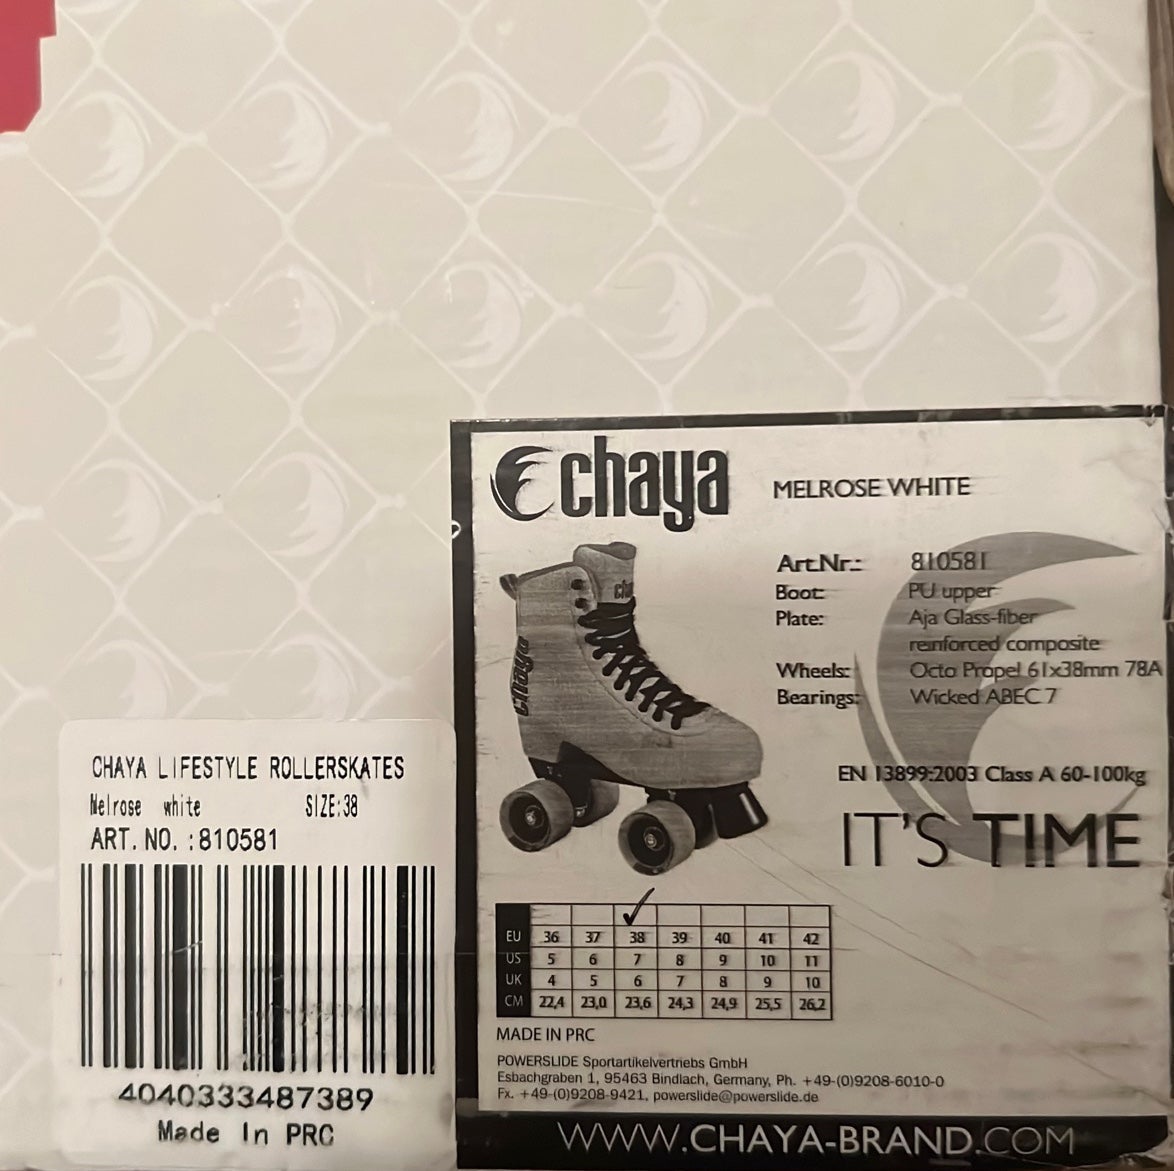 chaya
MELROSE WHITE
Art.Nr.: 810581
Boot: PU upper
Plate: Aja Glass-fiber
reinforced composite
Wheels: Octo Propel 61x38mm 78A
Bearings: Wicked ABEC 7
chaya
chaya
EN 13899:2003 Class A 60-100kg
IT'S TIME
EU 36 37 38 39 40 41 42
US 5 6 7 8 9 10 11
UK 4 5 6 7 8 9 10
CM 22,4 23,0 23,6 24,3 24,9 25,5 26,2
MADE IN PRC
POWERSLIDE Sportartikelvertriebs GmbH
Esbachgraben 1, 95463 Bindlach, Germany, Ph. +49-(0)9208-6010-0
Fx. +49-(0)9208-9421, powerslide@powerslide.de
WWW.CHAYA-BRAND.COM
CHAYA LIFESTYLE ROLLERSKATES
Melrose white SIZE:38
ART. NO. :810581
4040333487389
Made In PRC